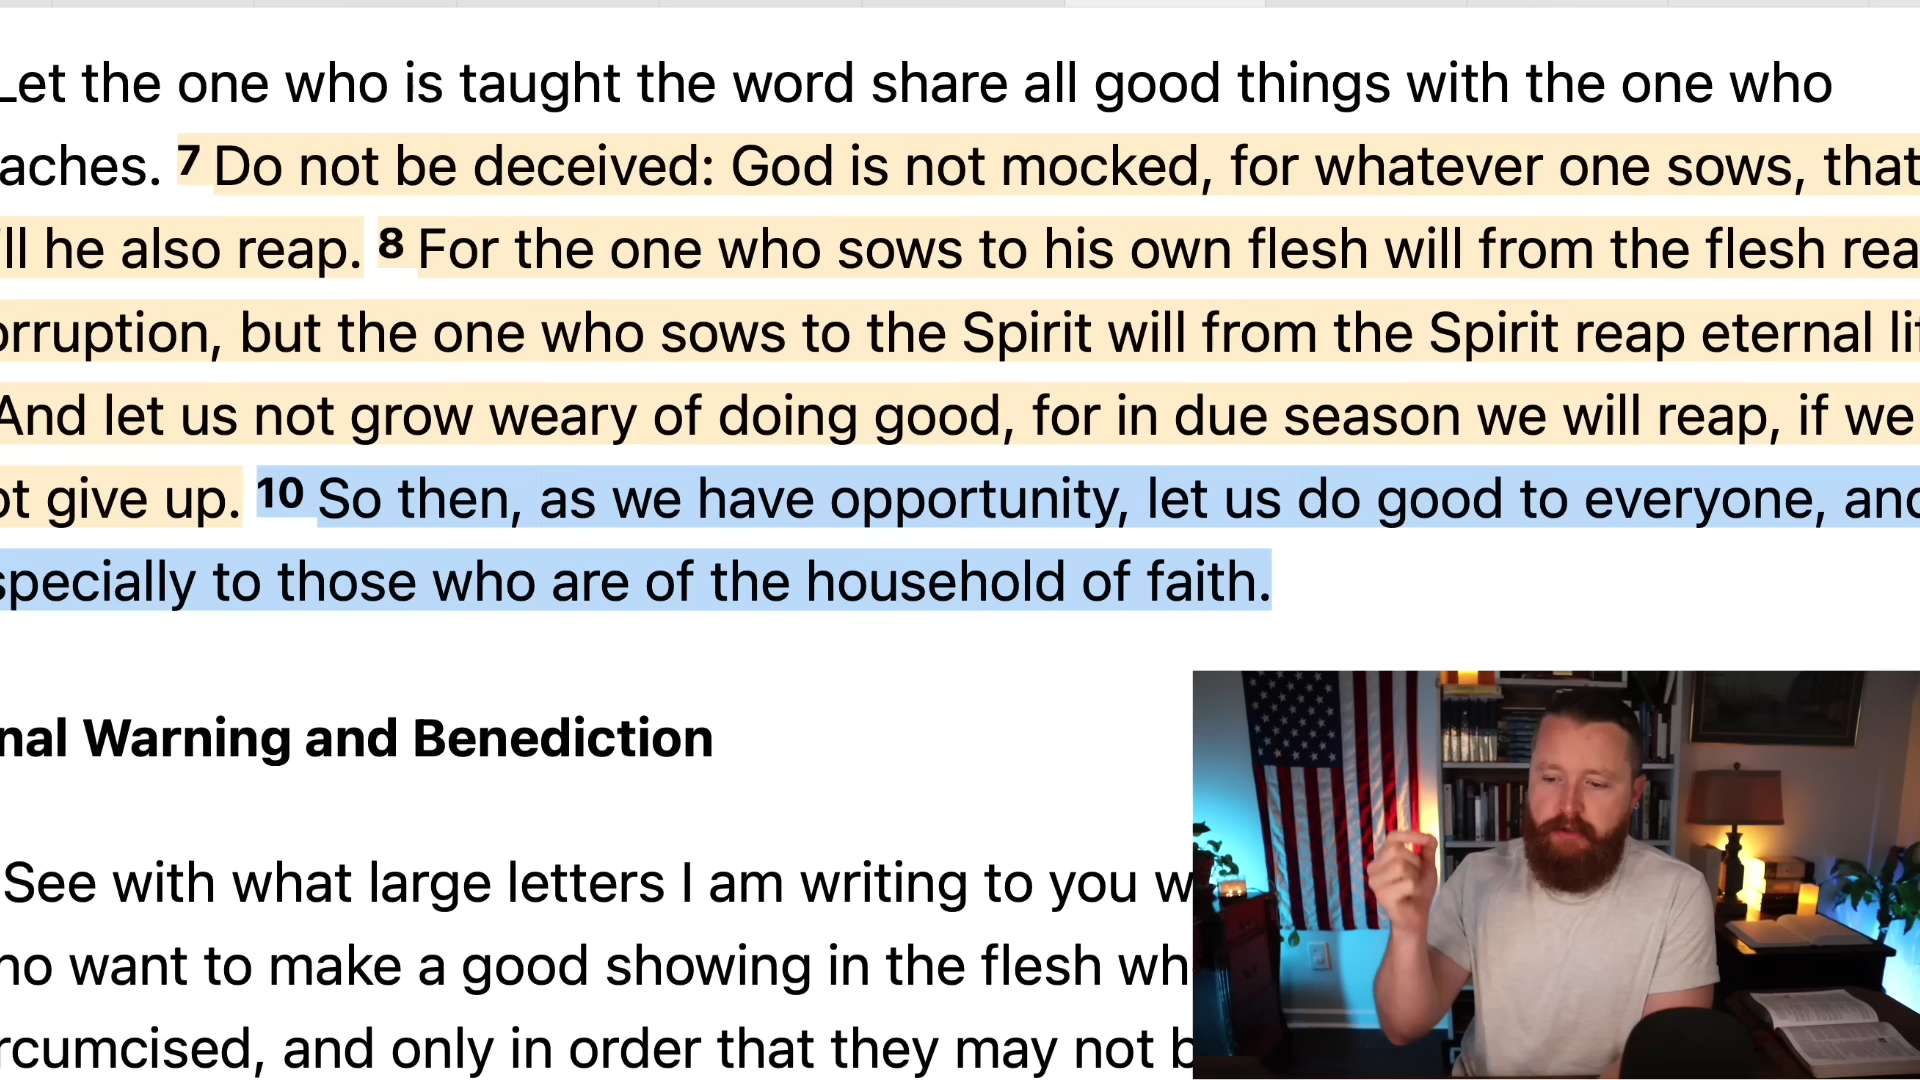 Let the one who is taught the word share all good things with the one who
aches. 7 Do not be deceived: God is not mocked, for whatever one sows, that
ll he also reap. 8 For the one who sows to his own flesh will from the flesh rea
orruption, but the one who sows to the Spirit will from the Spirit reap eternal lif
And let us not grow weary of doing good, for in due season we will reap, if we
ot give up. 10 So then, as we have opportunity, let us do good to everyone, and
specially to those who are of the household of faith.
nal Warning and Benediction
See with what large letters I am writing to you w
ho want to make a good showing in the flesh wh
rcumcised, and only in order that they may not b